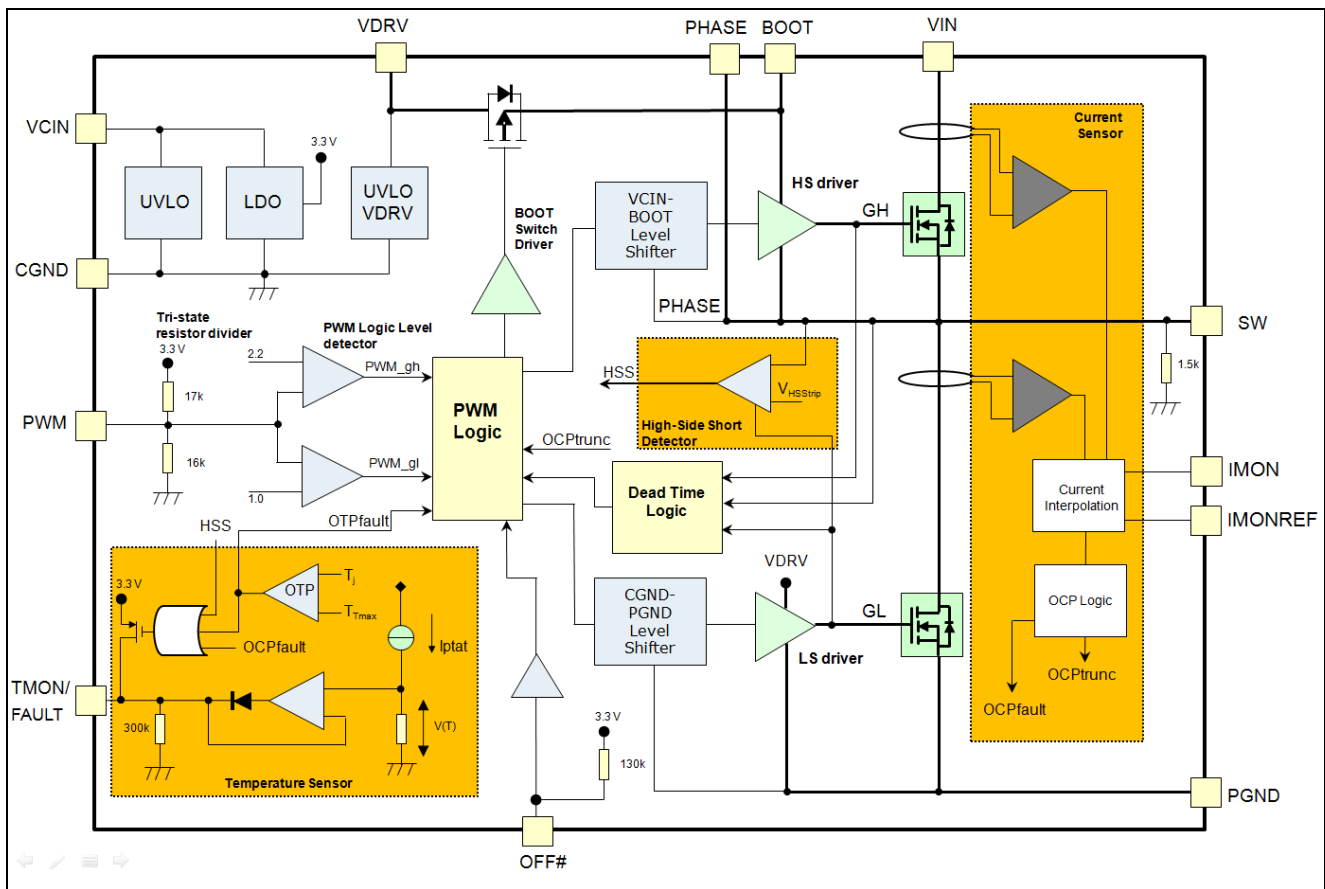 VDRV
PHASE
BOOT
VIN
VCIN
3.3 V
UVLO
LDO
UVLO
VDRV
BOOT
Switch
Driver
VCIN-
BOOT
Level
Shifter
HS driver
GH
Current
Sensor
CGND
PHASE
SW
1.5k
Tri-state
resistor divider
3.3 V
17k
16k
PWM Logic Level
detector
2.2
PWM_gh
PWM
1.0
PWM_gl
PWM
Logic
HSS
VHSStrip
High-Side Short
Detector
OCPtrunc
Dead Time
Logic
IMON
Current
Interpolation
IMONREF
OTPfault
HSS
3.3 V
OTP
Tj
TTmax
OCPfault
Iptat
TMON/
FAULT
300k
V(T)
Temperature Sensor
CGND-
PGND
Level
Shifter
VDRV
GL
LS driver
OCP Logic
OCPtrunc
OCPfault
3.3 V
130k
PGND
OFF#